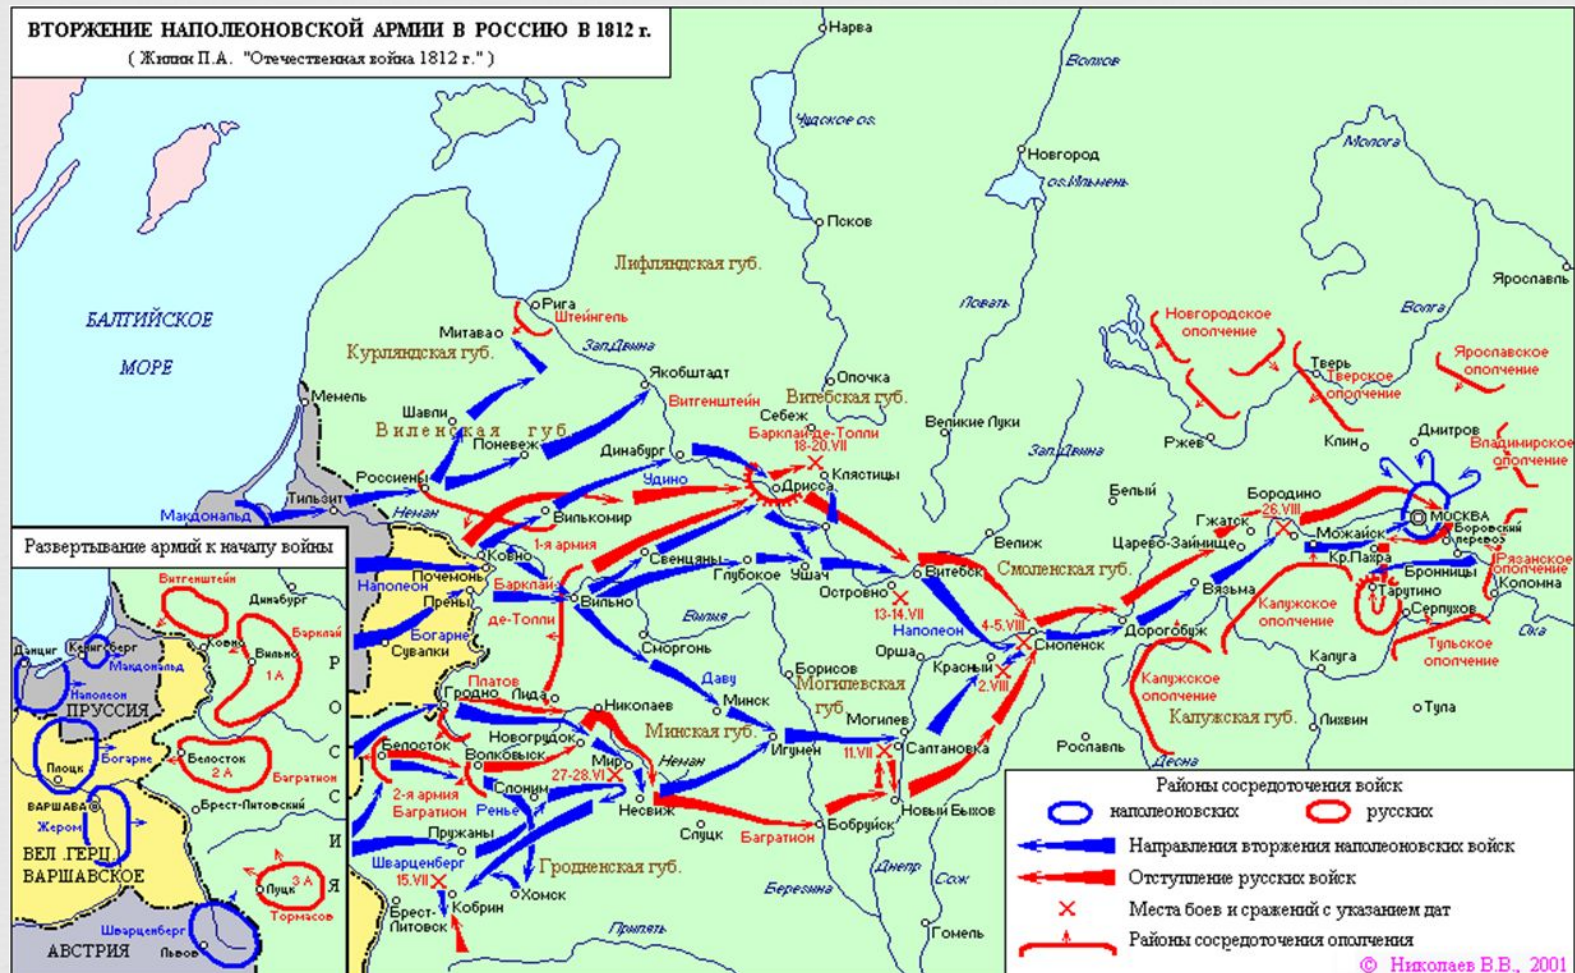 ВТОРЖЕНИЕ НАПОЛЕОНОВСКОЙ АРМИИ В РОССИЮ В 1812 г.
( Жилин П.А. "Отечественная война 1812 г." )
Нарва
Волхов
Чудское оз.
Новгород
оз.Ильмень
Молога
Псков
Лифляндская губ.
Ярославль
Ловать
Волга
БАЛТИЙСКОЕ
МОРЕ
Рига
Штейнгель
Митава
Курляндская губ.
Зап.Двина
Новгородское
ополчение
Ярославское
ополчение
Тверь
Тверское
ополчение
Якобштадт
Опочка
Витебская губ.
Мемель
Витгенштейн
Себеж
Шавли
Виленская губ.
Великие Луки
Барклай-де-Толли
18-20.VII
Ржев
Клин
Дмитров
Владимирское
ополчение
Поневеж
Динабург
Зап.Двина
Клястицы
Россиены
Удино
Дрисса
Белый
Бородино
26.VIII
Тильзит
Макдональд
Неман
Вилькомир
Гжатск
Можайск
МОСКВА
Боровский
перевоз
1-я армия
Ковно
Свенцяны
Велиж
Царево-Займище
Кр.Пахра
Рязанское
ополчение
Почемонь
Наполеон
Глубокое
Ушач
Витебск
Смоленская губ.
Бронницы
Коломна
Прены
Барклай
де-Толли
Вильно
Островно
13-14.VII
Вязьма
Тарутино
Калужское
ополчение
Серпухов
Богарне
Вилия
Наполеон
4-5.VIII
Дорогобуж
Тульское
ополчение
Ока
Сувалки
Сморгонь
Орша
Смоленск
Красный
2.VIII
Калуга
Борисов
Платов
Даву
Могилевская
губ.
Калужское
ополчение
Гродно
Лида
Николаев
Минск
Калужская губ.
Лихвин
Тула
Минская губ.
Могилев
Новогрудок
Игумен
11.VII
Салтановка
Рославль
Белосток
Волковыск
Мир
27-28.VI
Неман
Десна
Слоним
2-я армия
Багратион
Ренье
Несвиж
Новый Быхов
Слуцк
Багратион
Бобруйск
Пружаны
Шварценберг
Гродненская губ.
15.VII
Днепр
Сож
Березина
Хомск
Кобрин
Брест-
Литовск
Припять
Гомель
Развертывание армий к началу войны
Витгенштейн
Динабург
Барклай
Данциг
Кенигсберг
Ковно
Макдональд
Вильно
1 А
Наполеон
ПРУССИЯ
Богарне
Белосток
2 А
Плоцк
Багратион
ВАРШАВА
Брест-Литовский
Жером
ВЕЛ .ГЕРЦ.
ВАРШАВСКОЕ
3 А
Луцк
Тормасов
Шварценберг
АВСТРИЯ
Львов
РОССИЯ
Районы сосредоточения войск
наполеоновских
русских
Направления вторжения наполеоновских войск
Отступление русских войск
Места боев и сражений с указанием дат
Районы сосредоточения ополчения
© Николаев В.В., 2001